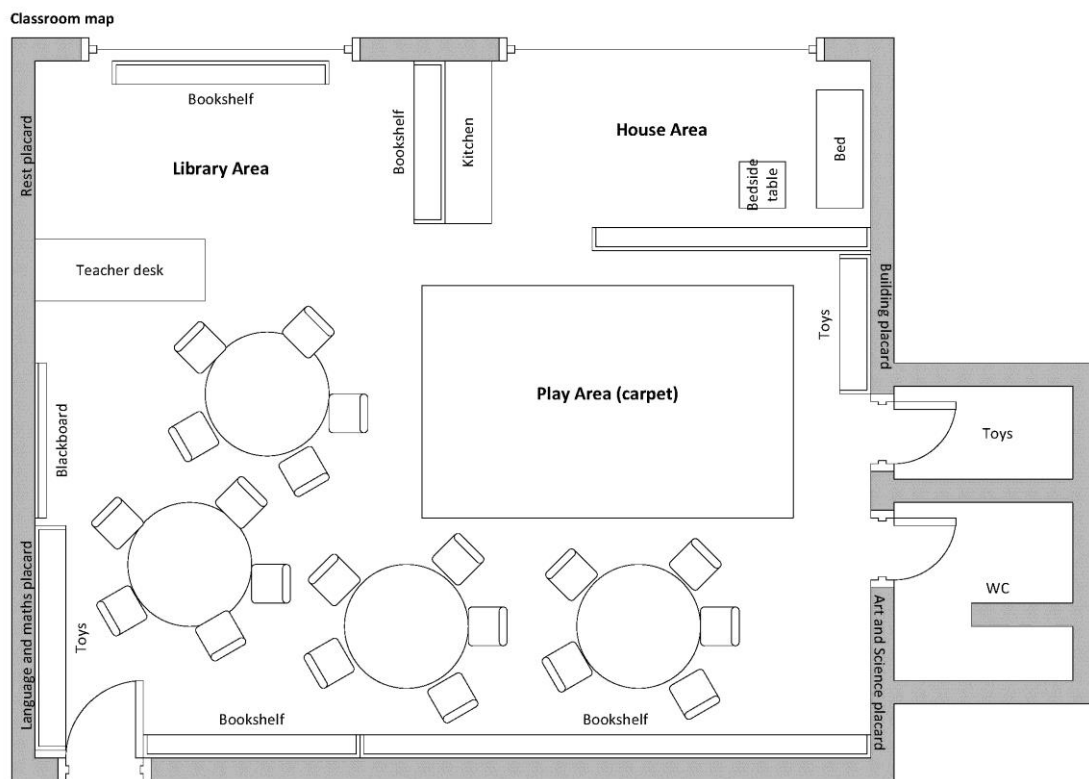 Classroom map
Bookshelf
Library Area
Rest placard
Bookshelf
Kitchen
House Area
Bedside
table
Bed
Teacher desk
Building placard
Toys
Play Area (carpet)
Toys
Blackboard
Language and maths placard
Toys
WC
Art and Science placard
Bookshelf
Bookshelf